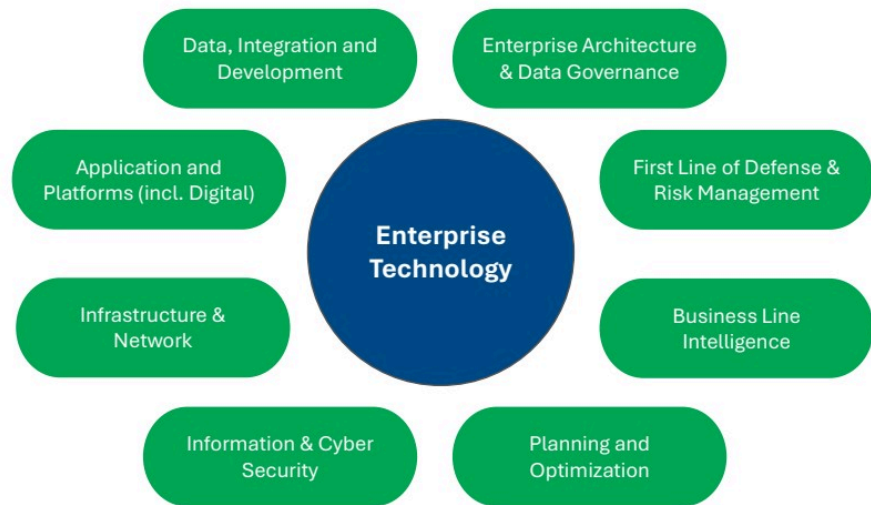 Data, Integration and
Development
Enterprise Architecture
& Data Governance
Application and
Platforms (incl. Digital)
First Line of Defense &
Risk Management
Enterprise
Technology
Infrastructure &
Network
Business Line
Intelligence
Information & Cyber
Security
Planning and
Optimization